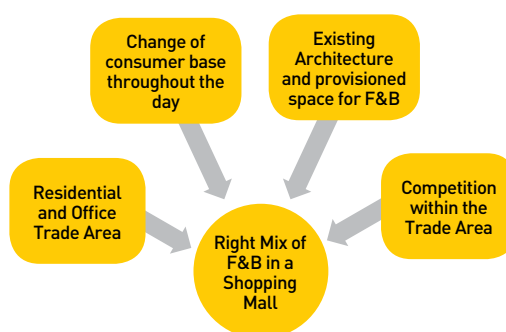 Change of
consumer base
throughout the
day
Existing
Architecture
and provisioned
space for F&B
Residential
and Office
Trade Area
Competition
within the
Trade Area
Right Mix of
F&B in a
Shopping
Mall